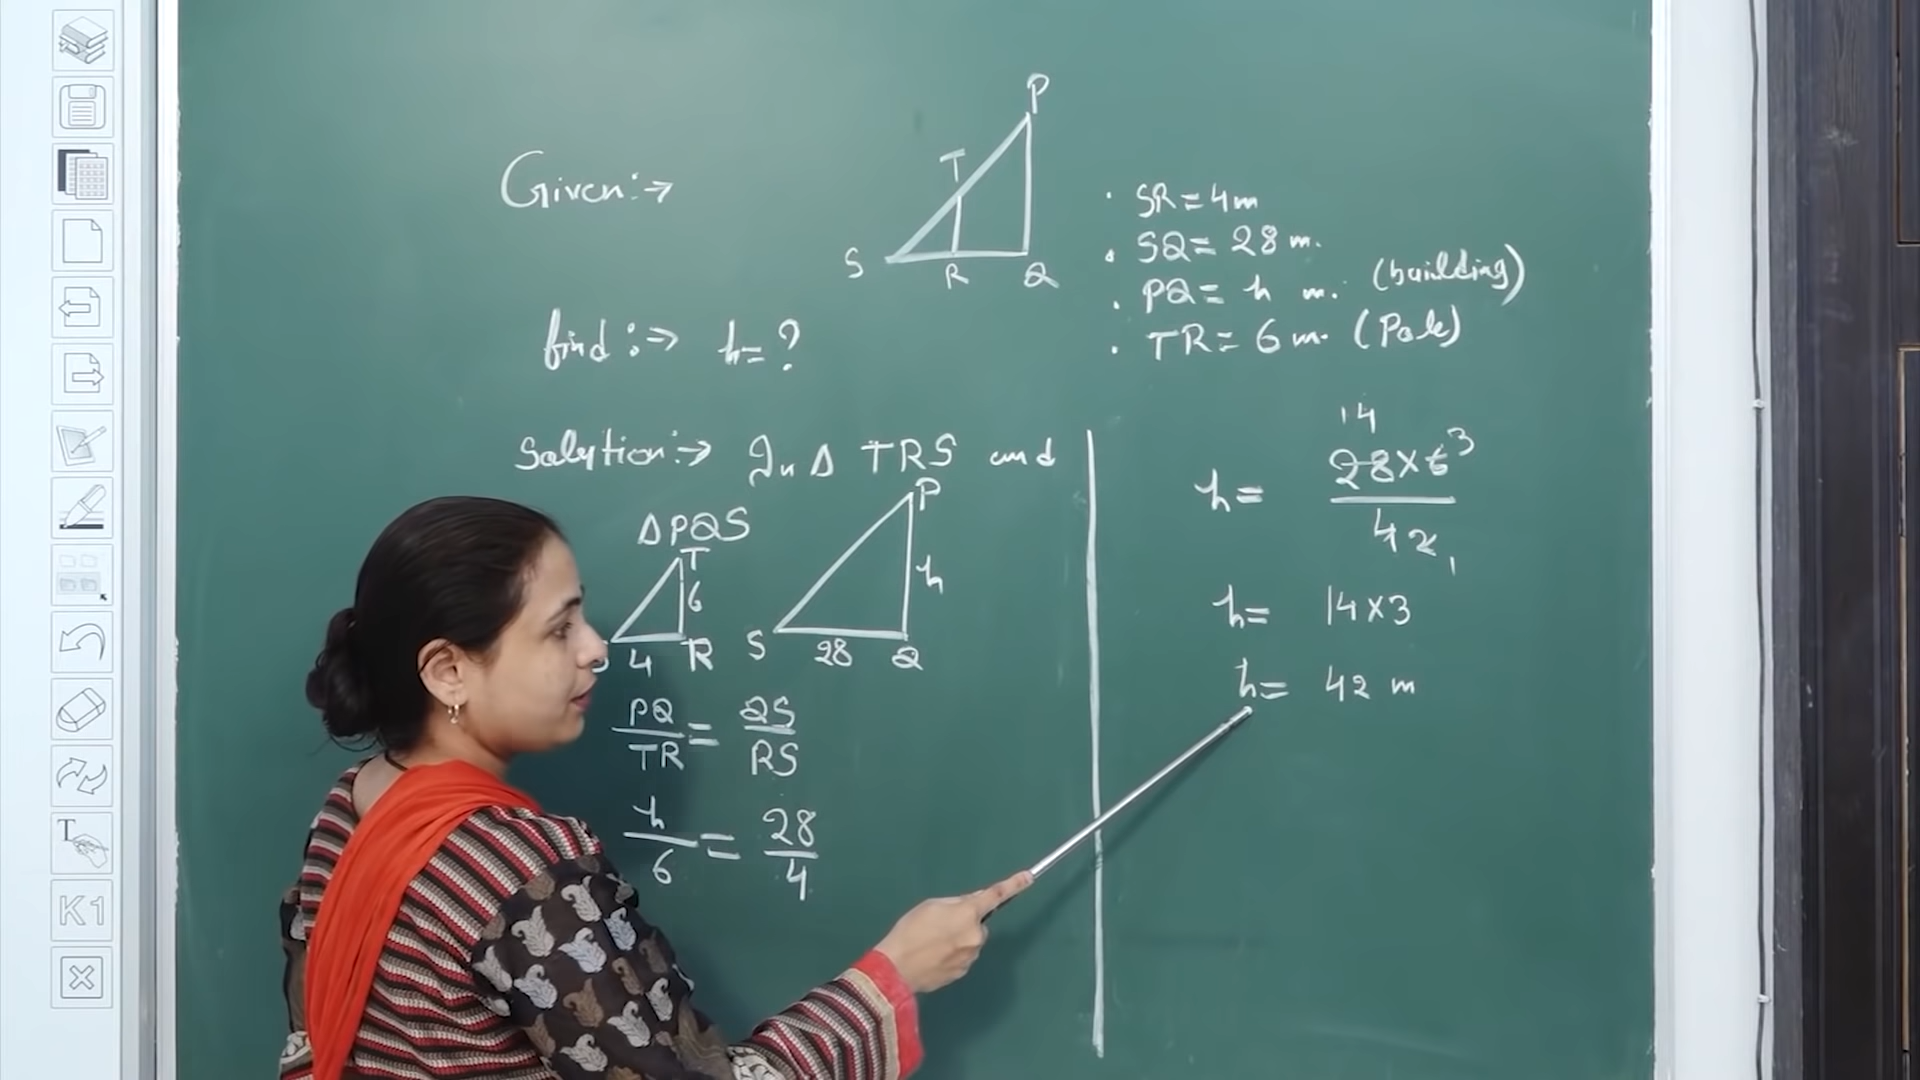 P
Given:→
T
S R Q
. SR = 4m
. SQ = 28 m.
. PQ = h m. (building)
. TR = 6 m. (Pole)
find:→ h = ?
Solution:→ In Δ TRS and
ΔPQS
T
6
4 R
P
h
S 28 Q
PQ/TR = QS/RS
h/6 = 28/4
14
h = 28×6 3
4 2 1
h = 14×3
h = 42 m
T
K1